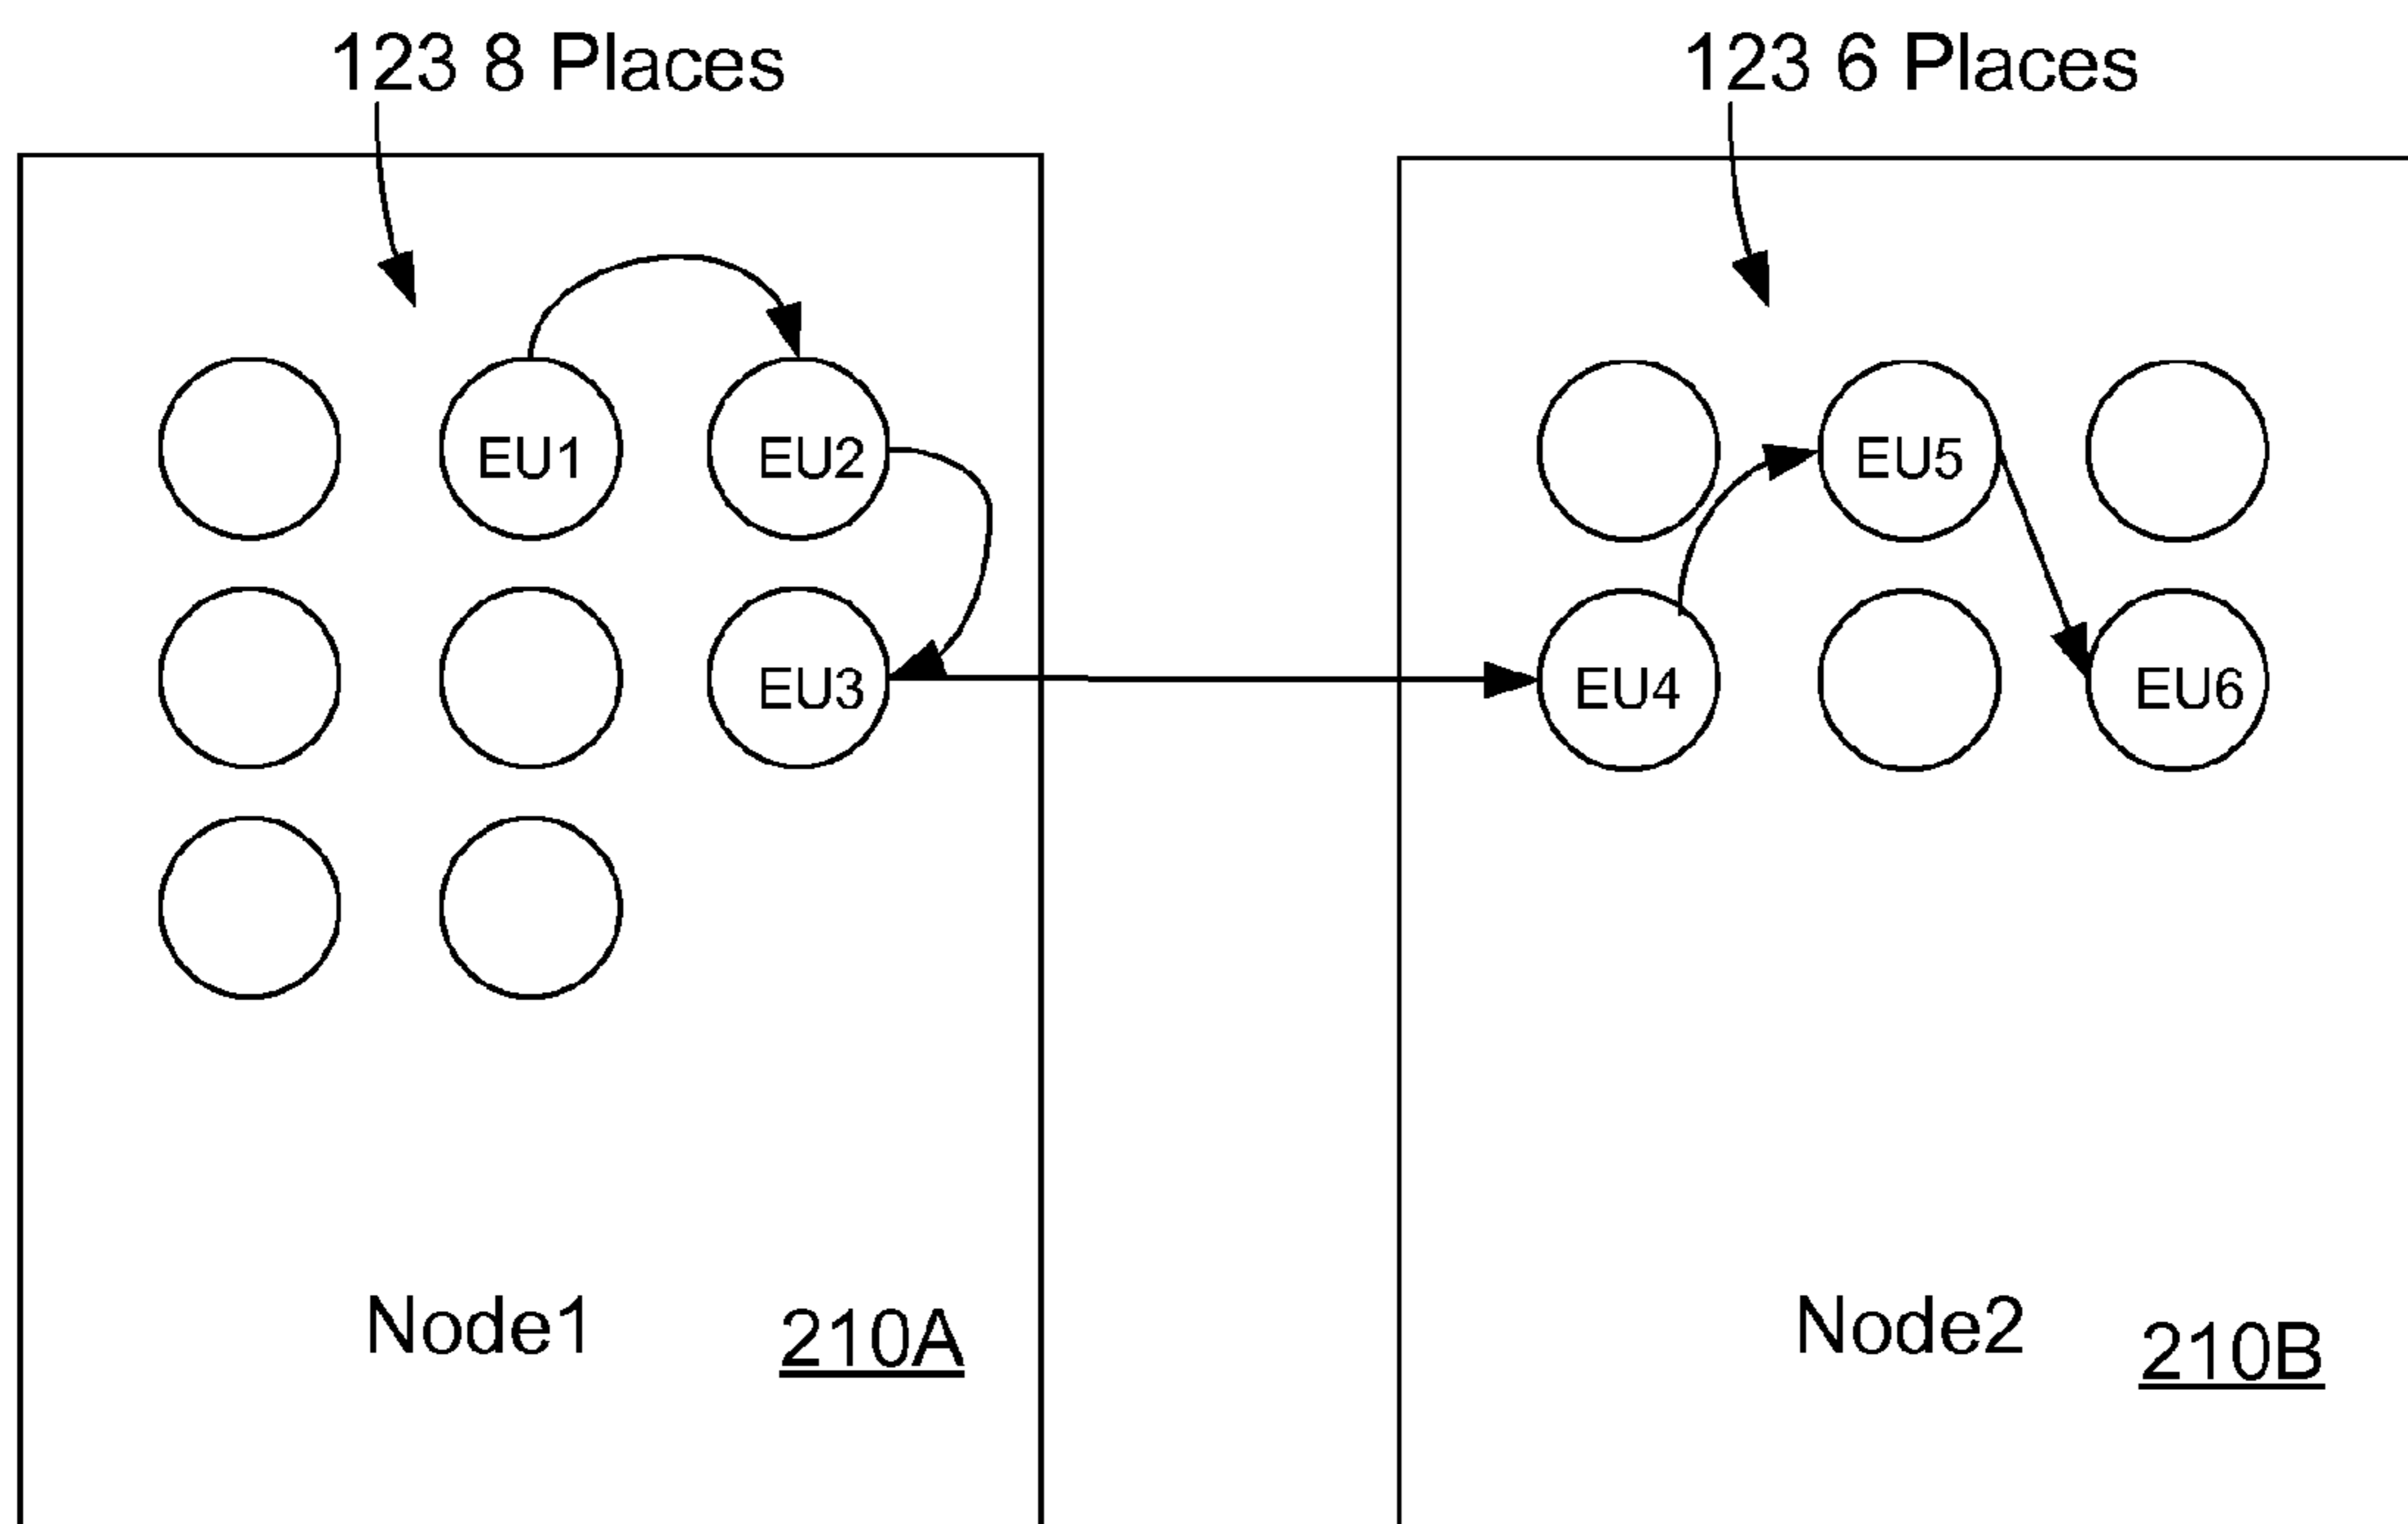 123 8 Places
123 6 Places
EU1
EU2
EU5
EU3
EU4
EU6
Node1
210A
Node2
210B